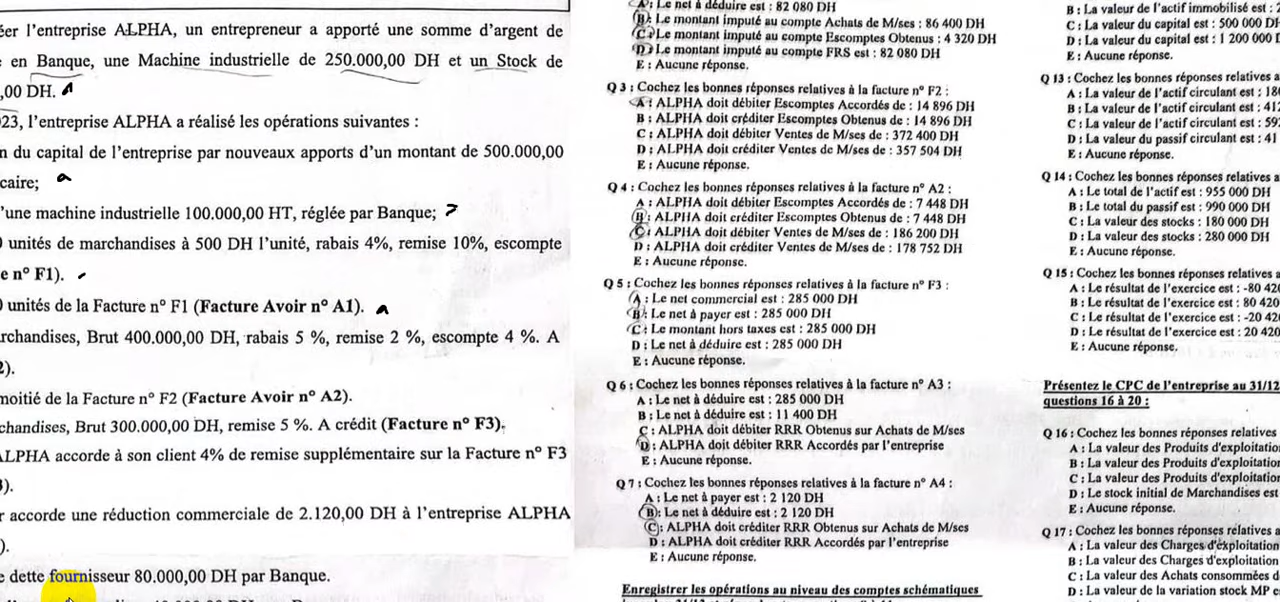 éer l'entreprise ALPHA, un entrepreneur a apporté une somme d'argent de
en Banque, une Machine industrielle de 250.000,00 DH et un Stock de
,00 DH.
23, l'entreprise ALPHA a réalisé les opérations suivantes :
n du capital de l'entreprise par nouveaux apports d'un montant de 500.000,00
caire;
'une machine industrielle 100.000,00 HT, réglée par Banque;
unités de marchandises à 500 DH l'unité, rabais 4%, remise 10%, escompte
e n° F1).
unités de la Facture n° F1 (Facture Avoir n° A1).
rchandises, Brut 400.000,00 DH, rabais 5 %, remise 2 %, escompte 4 %. A
2).
moitié de la Facture n° F2 (Facture Avoir n° A2).
chandises, Brut 300.000,00 DH, remise 5 %. A crédit (Facture n° F3).
ALPHA accorde à son client 4% de remise supplémentaire sur la Facture n° F3
3).
r accorde une réduction commerciale de 2.120,00 DH à l'entreprise ALPHA
).
e dette fournisseur 80.000,00 DH par Banque.
A : Le net à déduire est : 82 080 DH
B : Le montant imputé au compte Achats de M/ses : 86 400 DH
C : Le montant imputé au compte Escomptes Obtenus : 4 320 DH
D : Le montant imputé au compte FRS est : 82 080 DH
E : Aucune réponse.
Q 3 : Cochez les bonnes réponses relatives à la facture n° F2 :
A : ALPHA doit débiter Escomptes Accordés de : 14 896 DH
B : ALPHA doit créditer Escomptes Obtenus de : 14 896 DH
C : ALPHA doit débiter Ventes de M/ses de : 372 400 DH
D : ALPHA doit créditer Ventes de M/ses de : 357 504 DH
E : Aucune réponse.
Q 4 : Cochez les bonnes réponses relatives à la facture n° A2 :
A : ALPHA doit débiter Escomptes Accordés de : 7 448 DH
B : ALPHA doit créditer Escomptes Obtenus de : 7 448 DH
C : ALPHA doit débiter Ventes de M/ses de : 186 200 DH
D : ALPHA doit créditer Ventes de M/ses de : 178 752 DH
E : Aucune réponse.
Q 5 : Cochez les bonnes réponses relatives à la facture n° F3 :
A : Le net commercial est : 285 000 DH
B : Le net à payer est : 285 000 DH
C : Le montant hors taxes est : 285 000 DH
D : Le net à déduire est : 285 000 DH
E : Aucune réponse.
Q 6 : Cochez les bonnes réponses relatives à la facture n° A3 :
A : Le net à déduire est : 285 000 DH
B : Le net à déduire est : 11 400 DH
C : ALPHA doit débiter RRR Obtenus sur Achats de M/ses
D : ALPHA doit débiter RRR Accordés par l'entreprise
E : Aucune réponse.
Q 7 : Cochez les bonnes réponses relatives à la facture n° A4 :
A : Le net à payer est : 2 120 DH
B : Le net à déduire est : 2 120 DH
C : ALPHA doit créditer RRR Obtenus sur Achats de M/ses
D : ALPHA doit créditer RRR Accordés par l'entreprise
E : Aucune réponse.
Enregistrer les opérations au niveau des comptes schématiques
B : La valeur de l'actif immobilisé est : 2
C : La valeur du capital est : 500 000 DH
D : La valeur du capital est : 1 200 000 D
E : Aucune réponse.
Q 13 : Cochez les bonnes réponses relatives a
A : La valeur de l'actif circulant est : 180
B : La valeur de l'actif circulant est : 412
C : La valeur de l'actif circulant est : 592
D : La valeur du passif circulant est : 41
E : Aucune réponse.
Q 14 : Cochez les bonnes réponses relatives a
A : Le total de l'actif est : 955 000 DH
B : Le total du passif est : 990 000 DH
C : La valeur des stocks : 180 000 DH
D : La valeur des stocks : 280 000 DH
E : Aucune réponse.
Q 15 : Cochez les bonnes réponses relatives a
A : Le résultat de l'exercice est : -80 420
B : Le résultat de l'exercice est : 80 420
C : Le résultat de l'exercice est : -20 420
D : Le résultat de l'exercice est : 20 420
E : Aucune réponse.
Présentez le CPC de l'entreprise au 31/12
questions 16 à 20 :
Q 16 : Cochez les bonnes réponses relatives
A : La valeur des Produits d'exploitation
B : La valeur des Produits d'exploitation
C : La valeur des Produits d'exploitation
D : Le stock initial de Marchandises est
E : Aucune réponse.
Q 17 : Cochez les bonnes réponses relatives a
A : La valeur des Charges d'exploitation
B : La valeur des Charges d'exploitation
C : La valeur des Achats consommées d
D : La valeur de la variation stock MP e